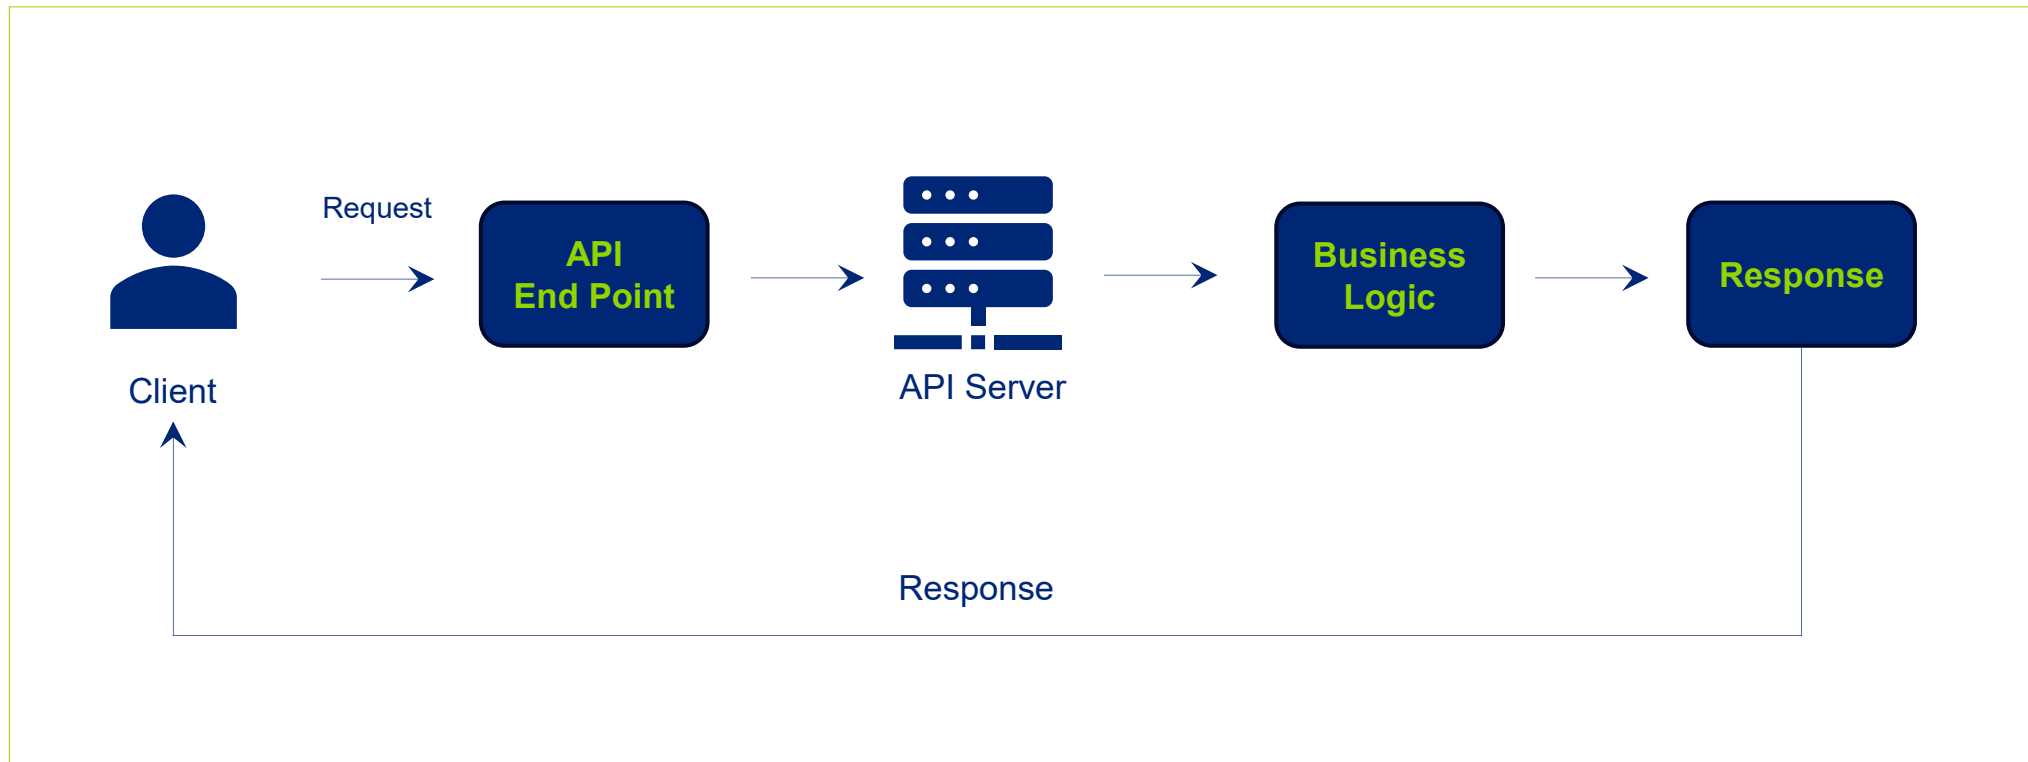 Request
API
End Point
Business
Logic
Response
Client
API Server
Response